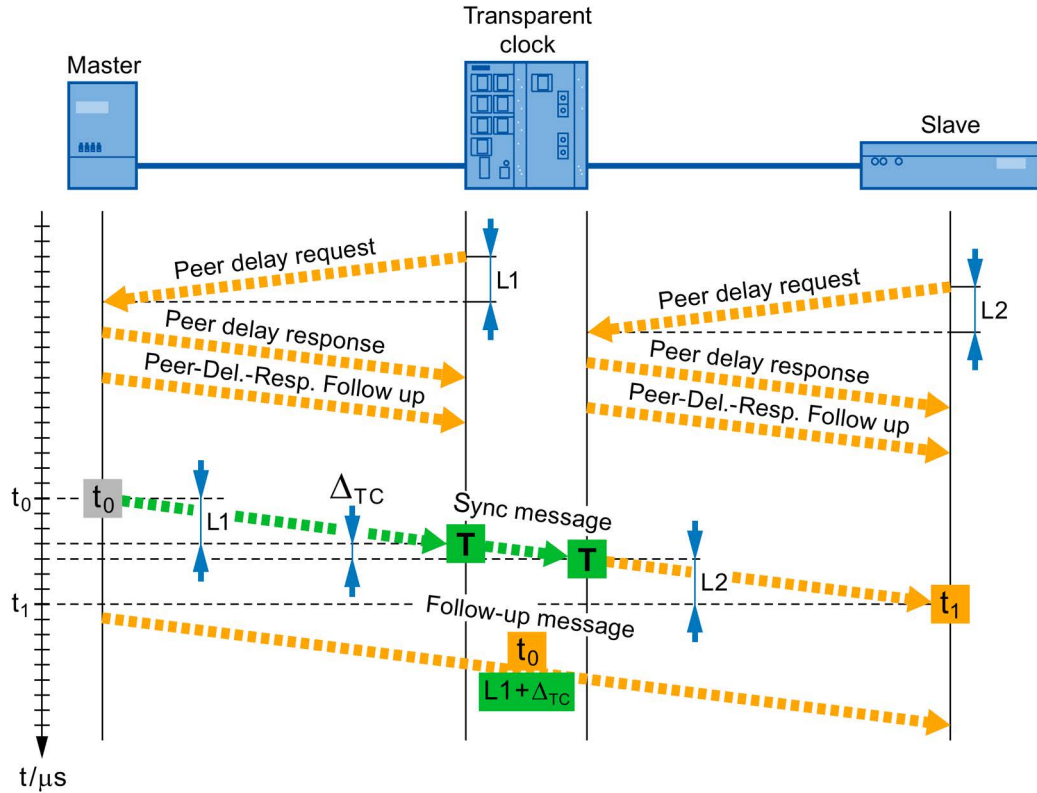 Transparent
clock
Master
Slave
Peer delay request
L1
Peer delay request
L2
Peer delay response
Peer delay response
Peer-Del.-Resp. Follow up
Peer-Del.-Resp. Follow up
t₀
t₀
L1
Δ_TC
Sync message
T
T
L2
t₁
t₁
Follow-up message
t₀
L1+Δ_TC
t/μs